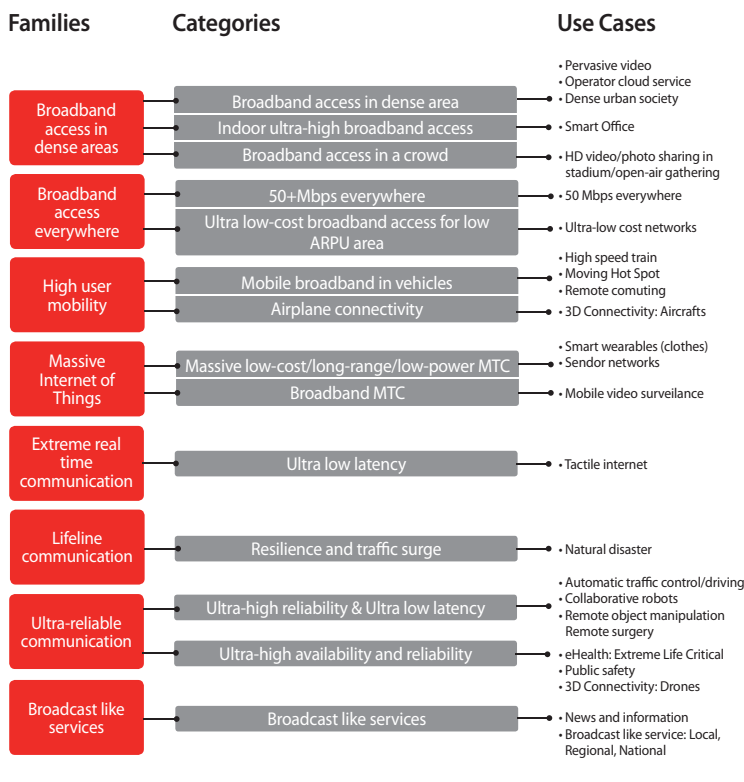 Families
Categories
Use Cases
Broadband
access in
dense areas
Broadband access in dense area
• Pervasive video
• Operator cloud service
• Dense urban society
Indoor ultra-high broadband access
• Smart Office
Broadband access in a crowd
• HD video/photo sharing in
stadium/open-air gathering
Broadband
access
everywhere
50+Mbps everywhere
• 50 Mbps everywhere
Ultra low-cost broadband access for low
ARPU area
• Ultra-low cost networks
High user
mobility
Mobile broadband in vehicles
• High speed train
• Moving Hot Spot
• Remote comuting
Airplane connectivity
• 3D Connectivity: Aircrafts
Massive
Internet of
Things
Massive low-cost/long-range/low-power MTC
• Smart wearables (clothes)
• Sendor networks
Broadband MTC
• Mobile video surveilance
Extreme real
time
communication
Ultra low latency
• Tactile internet
Lifeline
communication
Resilience and traffic surge
• Natural disaster
Ultra-reliable
communication
Ultra-high reliability & Ultra low latency
• Automatic traffic control/driving
• Collaborative robots
• Remote object manipulation
Remote surgery
Ultra-high availability and reliability
• eHealth: Extreme Life Critical
• Public safety
• 3D Connectivity: Drones
Broadcast like
services
Broadcast like services
• News and information
• Broadcast like service: Local,
Regional, National